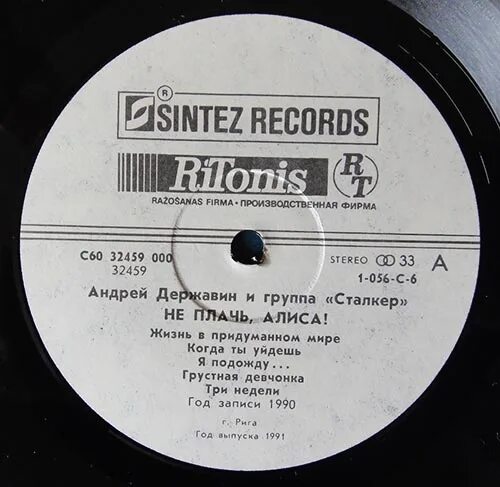 ®
SINTEZ RECORDS
RiTonis RT
RAŽOŠANAS FIRMA • ПРОИЗВОДСТВЕННАЯ ФИРМА
С60 32459 000 STEREO 33 A
32459 1-056-C-6
Андрей Державин и группа «Сталкер»
НЕ ПЛАЧЬ, АЛИСА!
Жизнь в придуманном мире
Когда ты уйдешь
Я подожду...
Грустная девчонка
Три недели
Год записи 1990
г. Рига
Год выпуска 1991